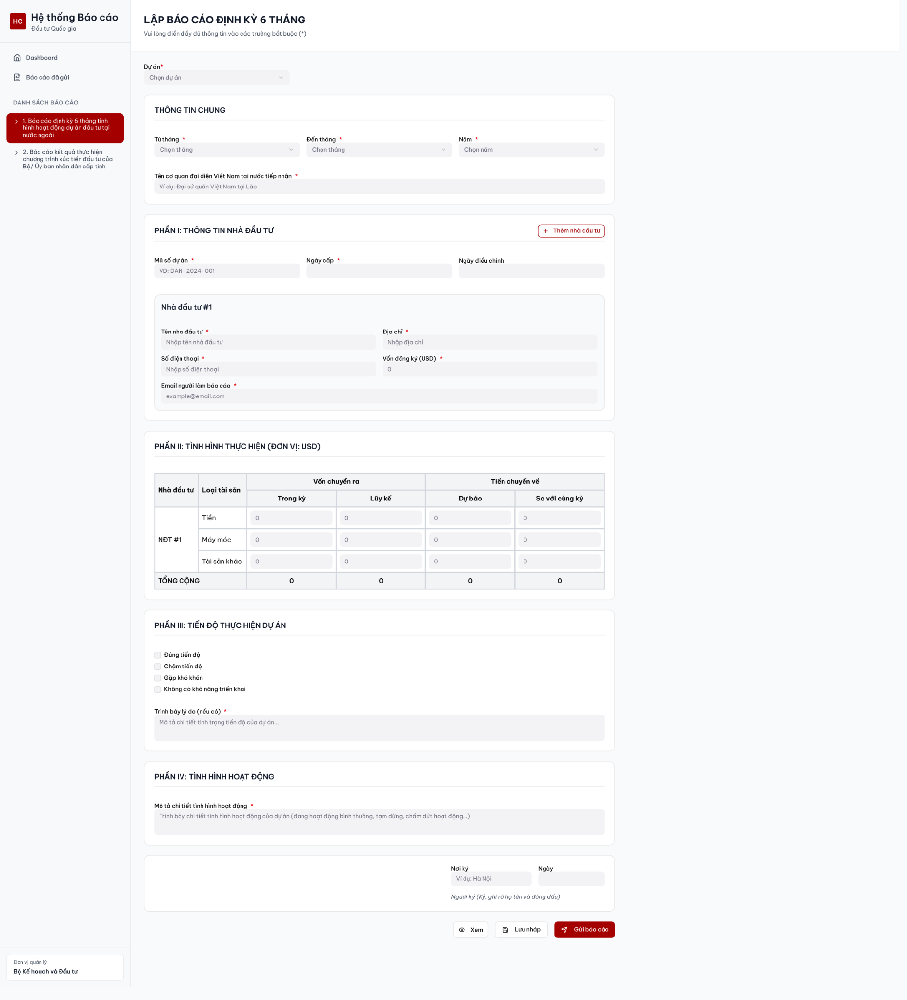 HC
Hệ thống Báo cáo
Đầu tư Quốc gia
Dashboard
Báo cáo đã gửi
DANH SÁCH BÁO CÁO
1. Báo cáo định kỳ 6 tháng tình
hình hoạt động dự án đầu tư tại
nước ngoài
2. Báo cáo kết quả thực hiện
chương trình xúc tiến đầu tư của
Bộ/ Ủy ban nhân dân cấp tỉnh
Đơn vị quản lý
Bộ Kế hoạch và Đầu tư
LẬP BÁO CÁO ĐỊNH KỲ 6 THÁNG
Vui lòng điền đầy đủ thông tin vào các trường bắt buộc (*)
Dự án*
Chọn dự án
THÔNG TIN CHUNG
Từ tháng * Đến tháng * Năm *
Chọn tháng Chọn tháng Chọn năm
Tên cơ quan đại diện Việt Nam tại nước tiếp nhận *
Ví dụ: Đại sứ quán Việt Nam tại Lào
PHẦN I: THÔNG TIN NHÀ ĐẦU TƯ Thêm nhà đầu tư
Mã số dự án * Ngày cấp * Ngày điều chỉnh
VD: DAN-2024-001
Nhà đầu tư #1
Tên nhà đầu tư * Địa chỉ *
Nhập tên nhà đầu tư Nhập địa chỉ
Số điện thoại * Vốn đăng ký (USD) *
Nhập số điện thoại 0
Email người làm báo cáo *
example@email.com
PHẦN II: TÌNH HÌNH THỰC HIỆN (ĐƠN VỊ: USD)
Nhà đầu tư Loại tài sản Vốn chuyển ra Tiền chuyển về
Trong kỳ Lũy kế Dự báo So với cùng kỳ
NĐT #1
Tiền 0 0 0 0
Máy móc 0 0 0 0
Tài sản khác 0 0 0 0
TỔNG CỘNG 0 0 0 0
PHẦN III: TIẾN ĐỘ THỰC HIỆN DỰ ÁN
Đúng tiến độ
Chậm tiến độ
Gặp khó khăn
Không có khả năng triển khai
Trình bày lý do (nếu có) *
Mô tả chi tiết tình trạng tiến độ của dự án...
PHẦN IV: TÌNH HÌNH HOẠT ĐỘNG
Mô tả chi tiết tình hình hoạt động *
Trình bày chi tiết tình hình hoạt động của dự án (đang hoạt động bình thường, tạm dừng, chấm dứt hoạt động...)
Nơi ký Ngày
Ví dụ: Hà Nội
Người ký (Ký, ghi rõ họ tên và đóng dấu)
Xem Lưu nháp Gửi báo cáo